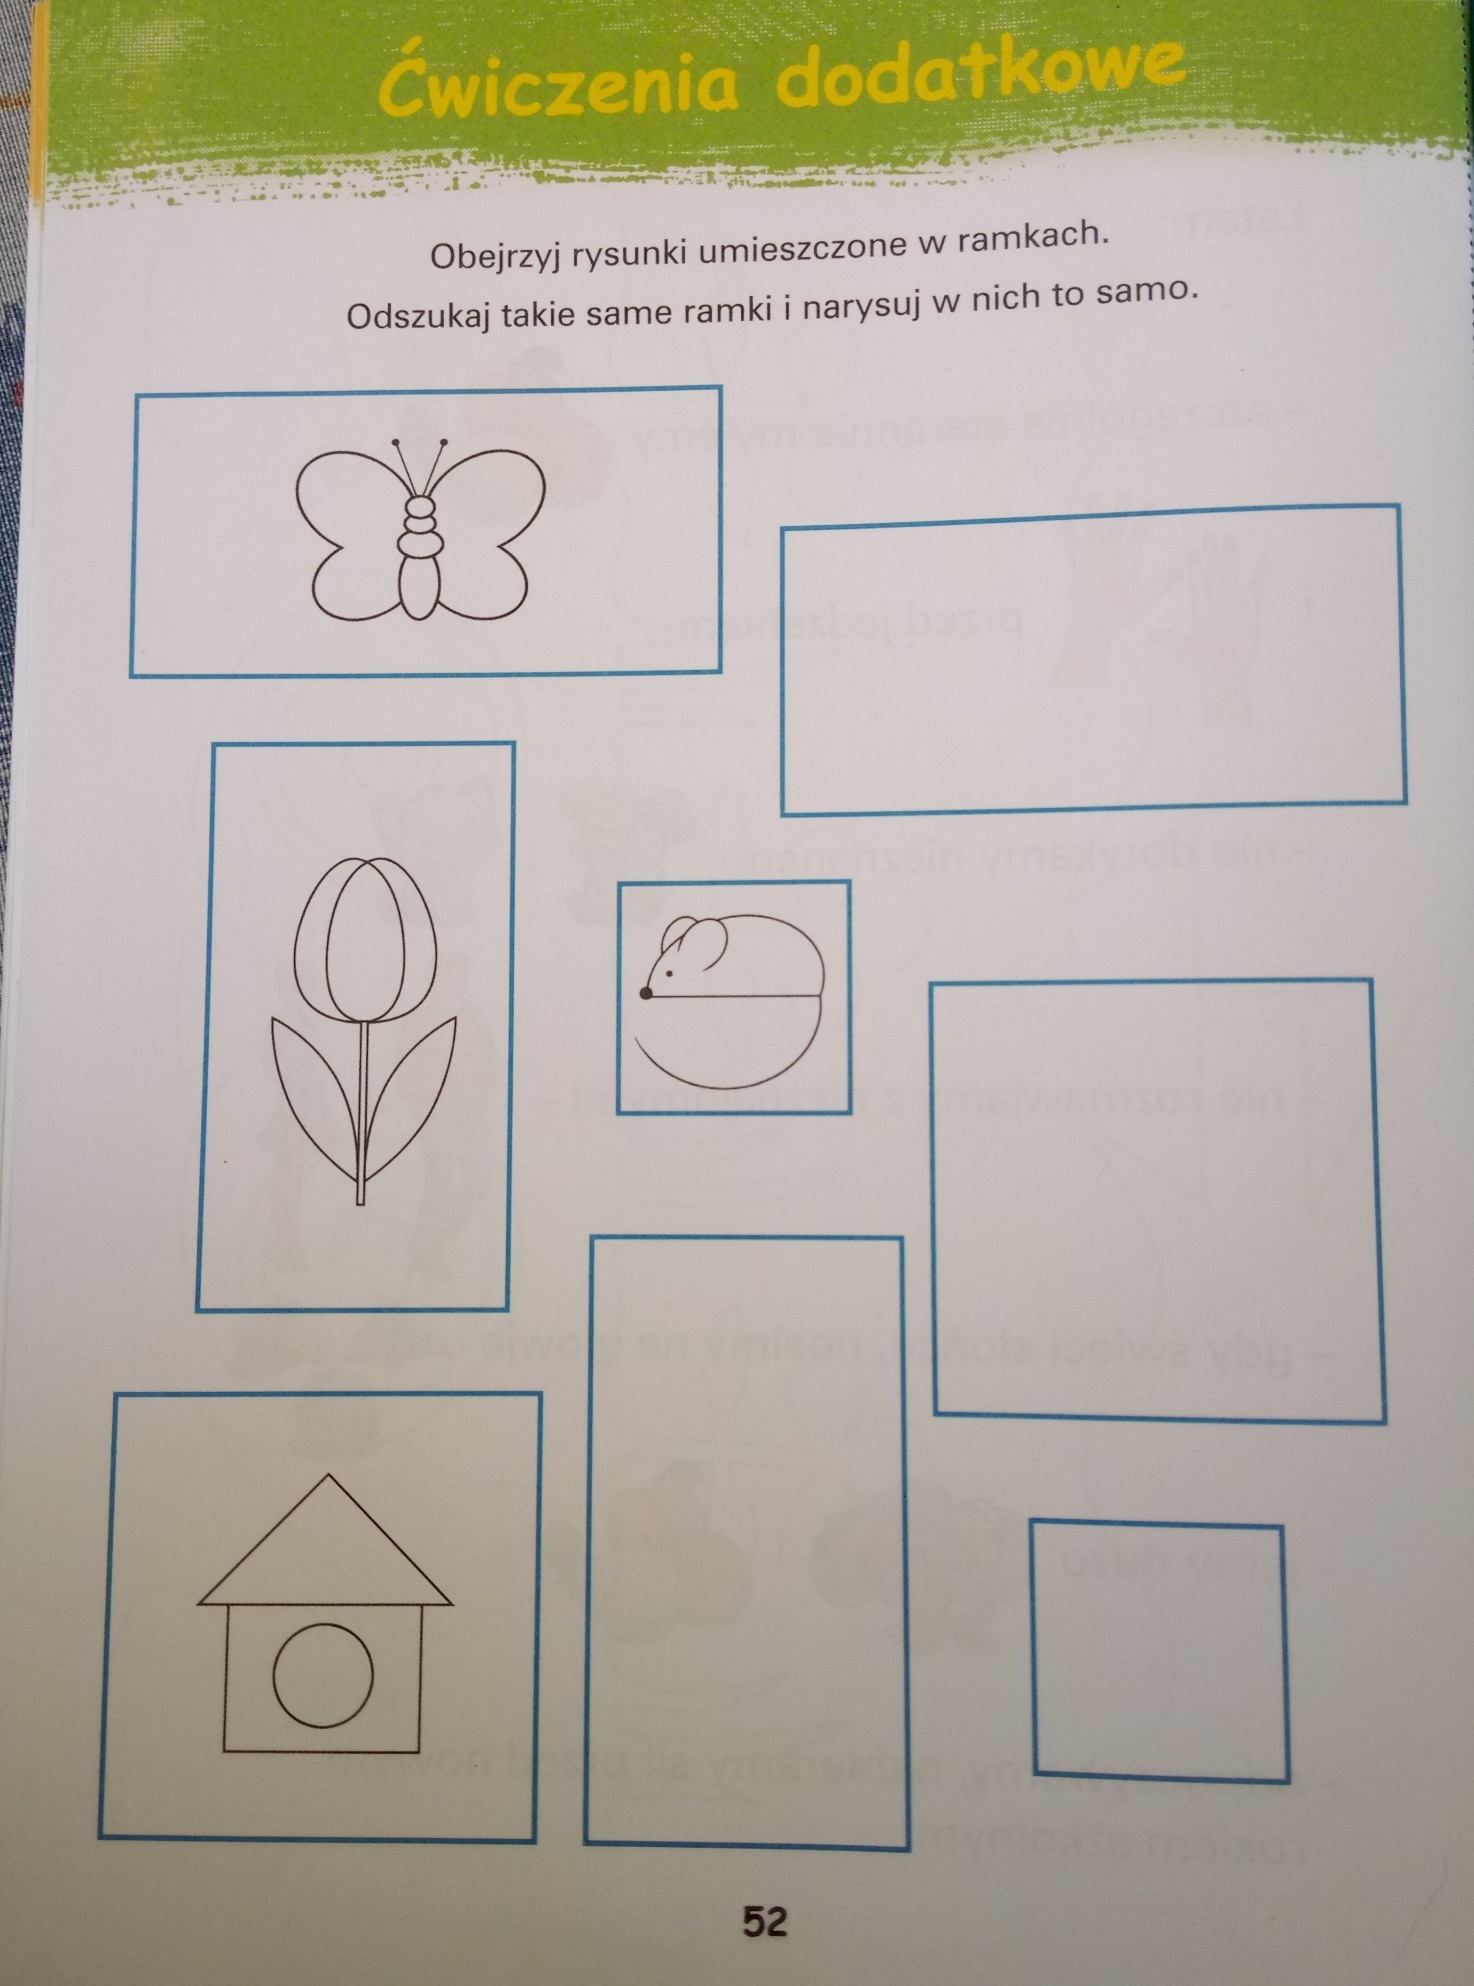 Ćwiczenia dodatkowe
Obejrzyj rysunki umieszczone w ramkach.
Odszukaj takie same ramki i narysuj w nich to samo.
52